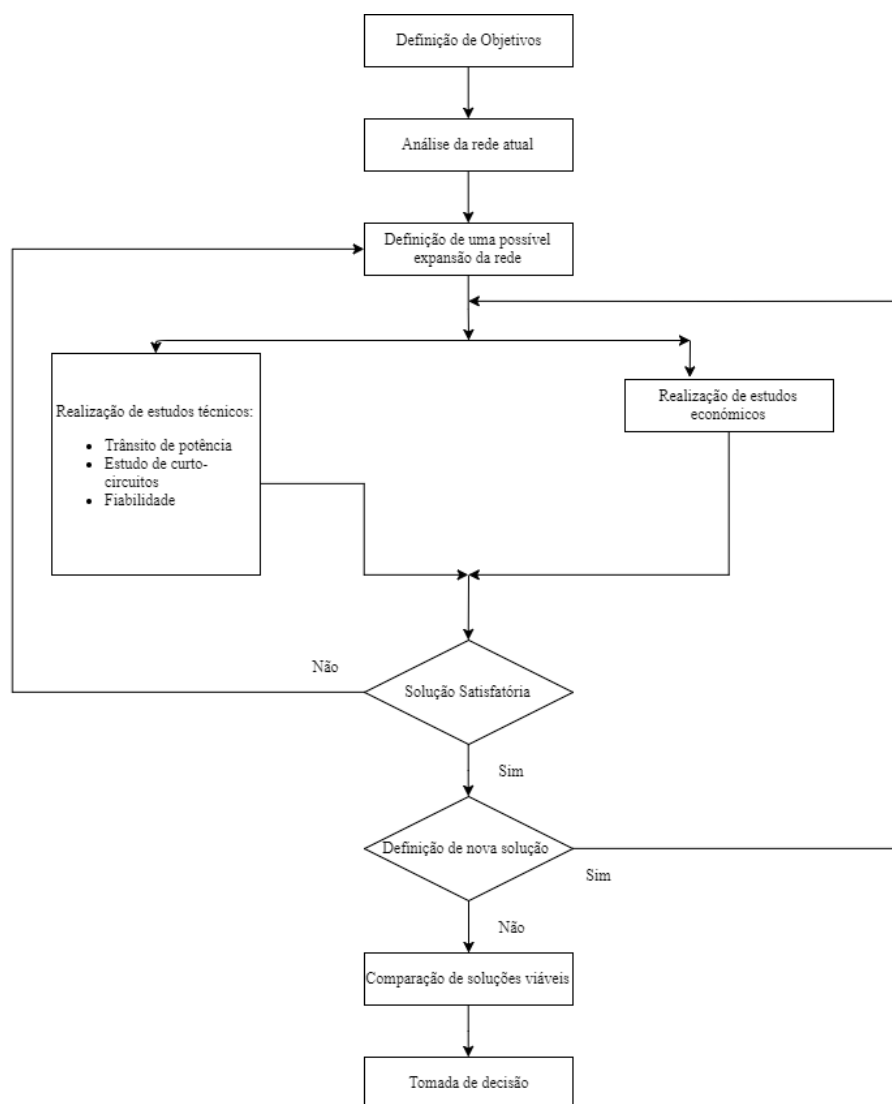 Definição de Objetivos
Análise da rede atual
Definição de uma possível
expansão da rede
Realização de estudos técnicos:
Trânsito de potência
Estudo de curto-
circuitos
Fiabilidade
Realização de estudos
económicos
Não
Solução Satisfatória
Sim
Definição de nova solução
Sim
Não
Comparação de soluções viáveis
Tomada de decisão